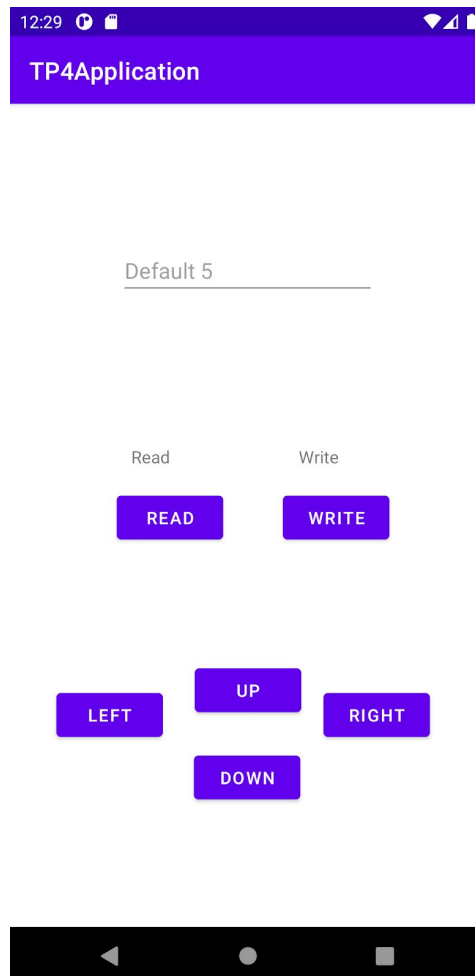 12:29
TP4Application
Default 5
Read Write
READ WRITE
UP
LEFT RIGHT
DOWN